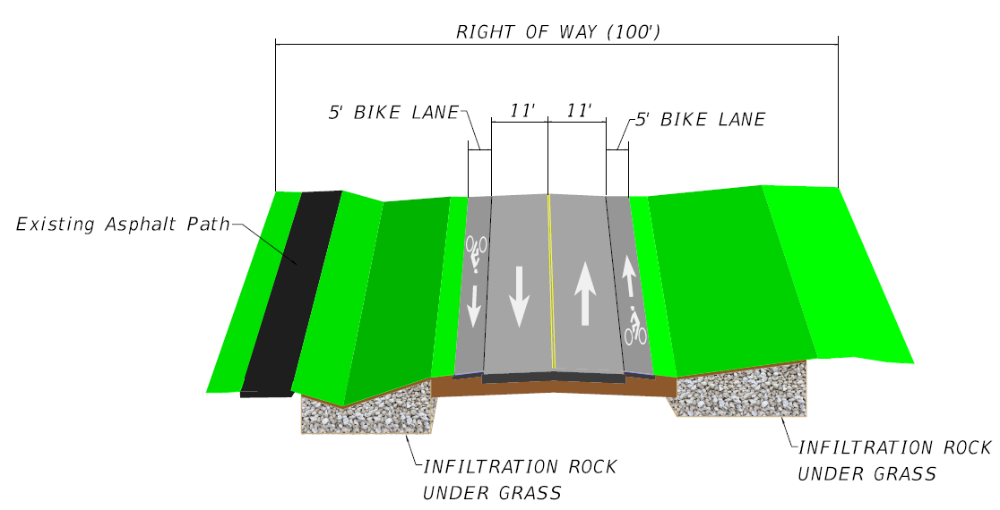 RIGHT OF WAY (100')
5' BIKE LANE
11'
11'
5' BIKE LANE
Existing Asphalt Path
INFILTRATION ROCK
UNDER GRASS
INFILTRATION ROCK
UNDER GRASS